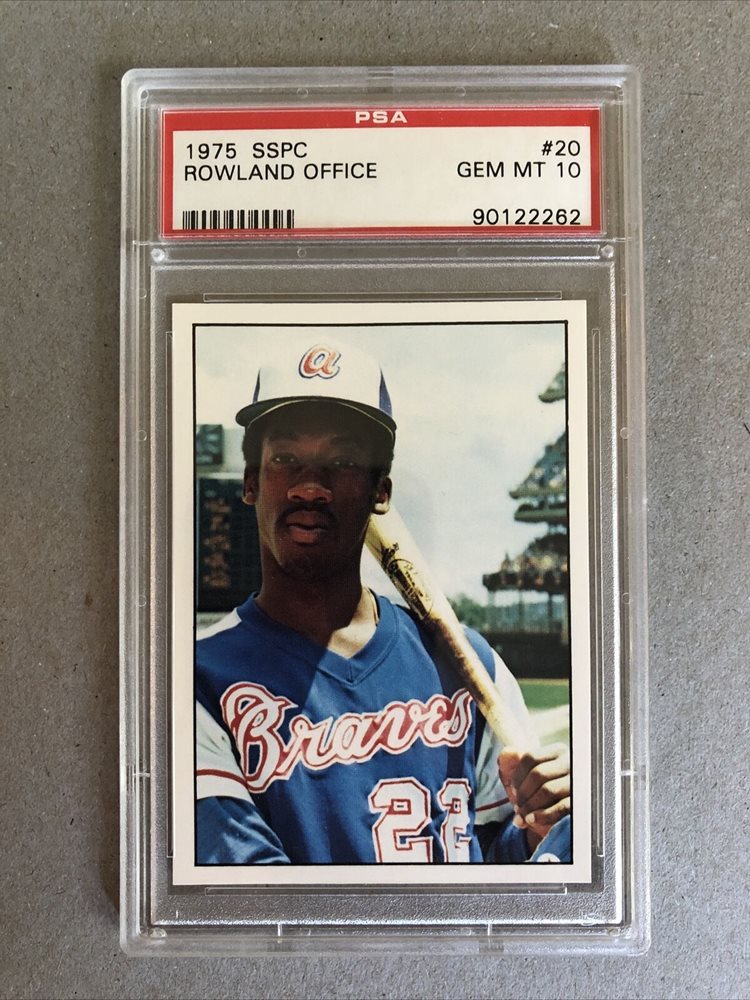 PSA
1975 SSPC #20
ROWLAND OFFICE GEM MT 10
90122262
a
Braves
22